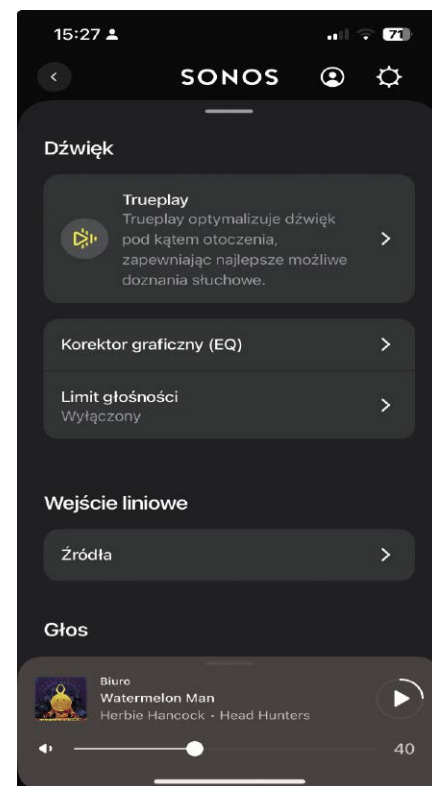 15:27
71
SONOS
Dźwięk
Trueplay
Trueplay optymalizuje dźwięk
pod kątem otoczenia,
zapewniając najlepsze możliwe
doznania słuchowe.
Korektor graficzny (EQ)
Limit głośności
Wyłączony
Wejście liniowe
Źródła
Głos
Biuro
Watermelon Man
Herbie Hancock • Head Hunters
40